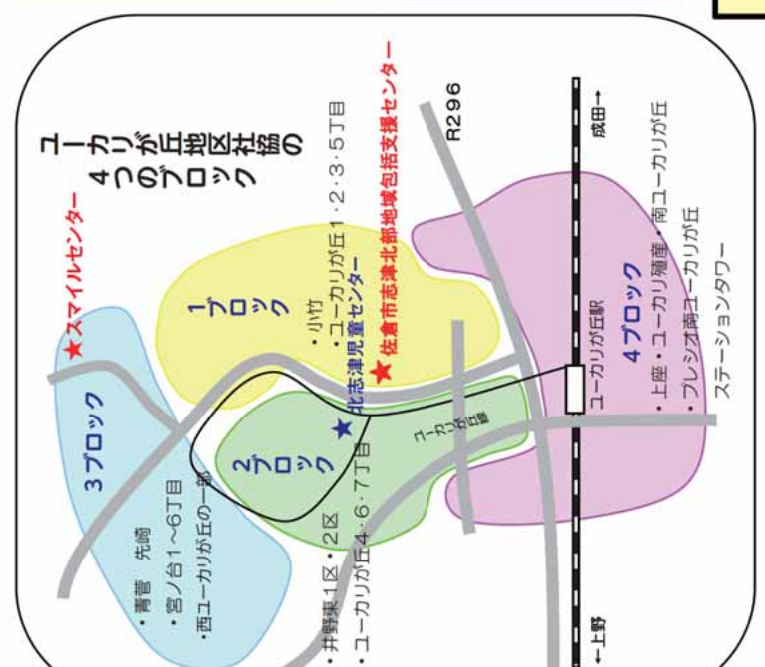 ユーカリが丘地区社協の
4つのブロック
★スマイルセンター
3ブロック
・青菅　先崎
・宮ノ台1～6丁目
・西ユーカリが丘の一部
1
ブロック
・小竹
・ユーカリが丘1・2・3・5丁目
★北志津児童センター
★佐倉市志津北部地域包括支援センター
2
ブロック
・井野東1区・2区
・ユーカリが丘4・6・7丁目
ユーカリが丘線
R296
成田→
←上野
ユーカリが丘駅
4ブロック
・上座・ユーカリ殖産・南ユーカリが丘
・プレシオ南ユーカリが丘
ステーションタワー